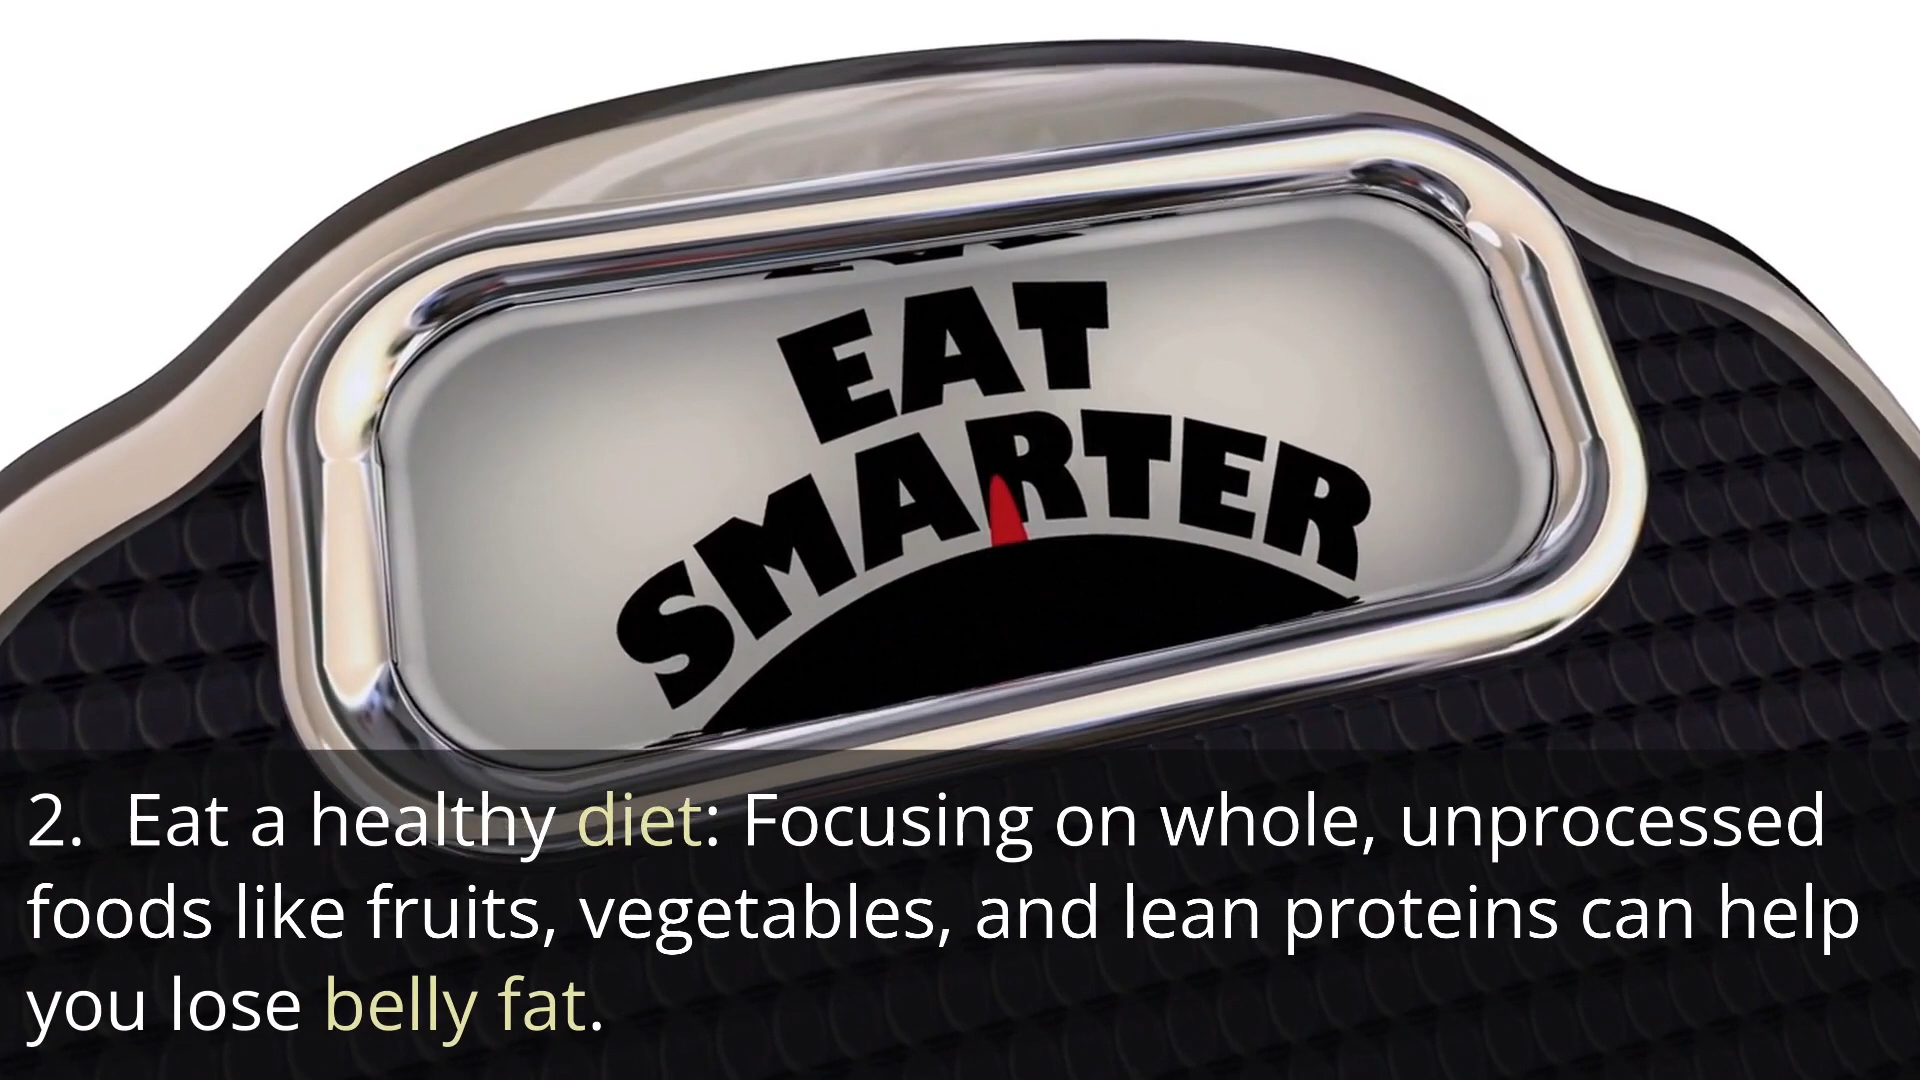 EAT
SMARTER
2. Eat a healthy diet: Focusing on whole, unprocessed
foods like fruits, vegetables, and lean proteins can help
you lose belly fat.